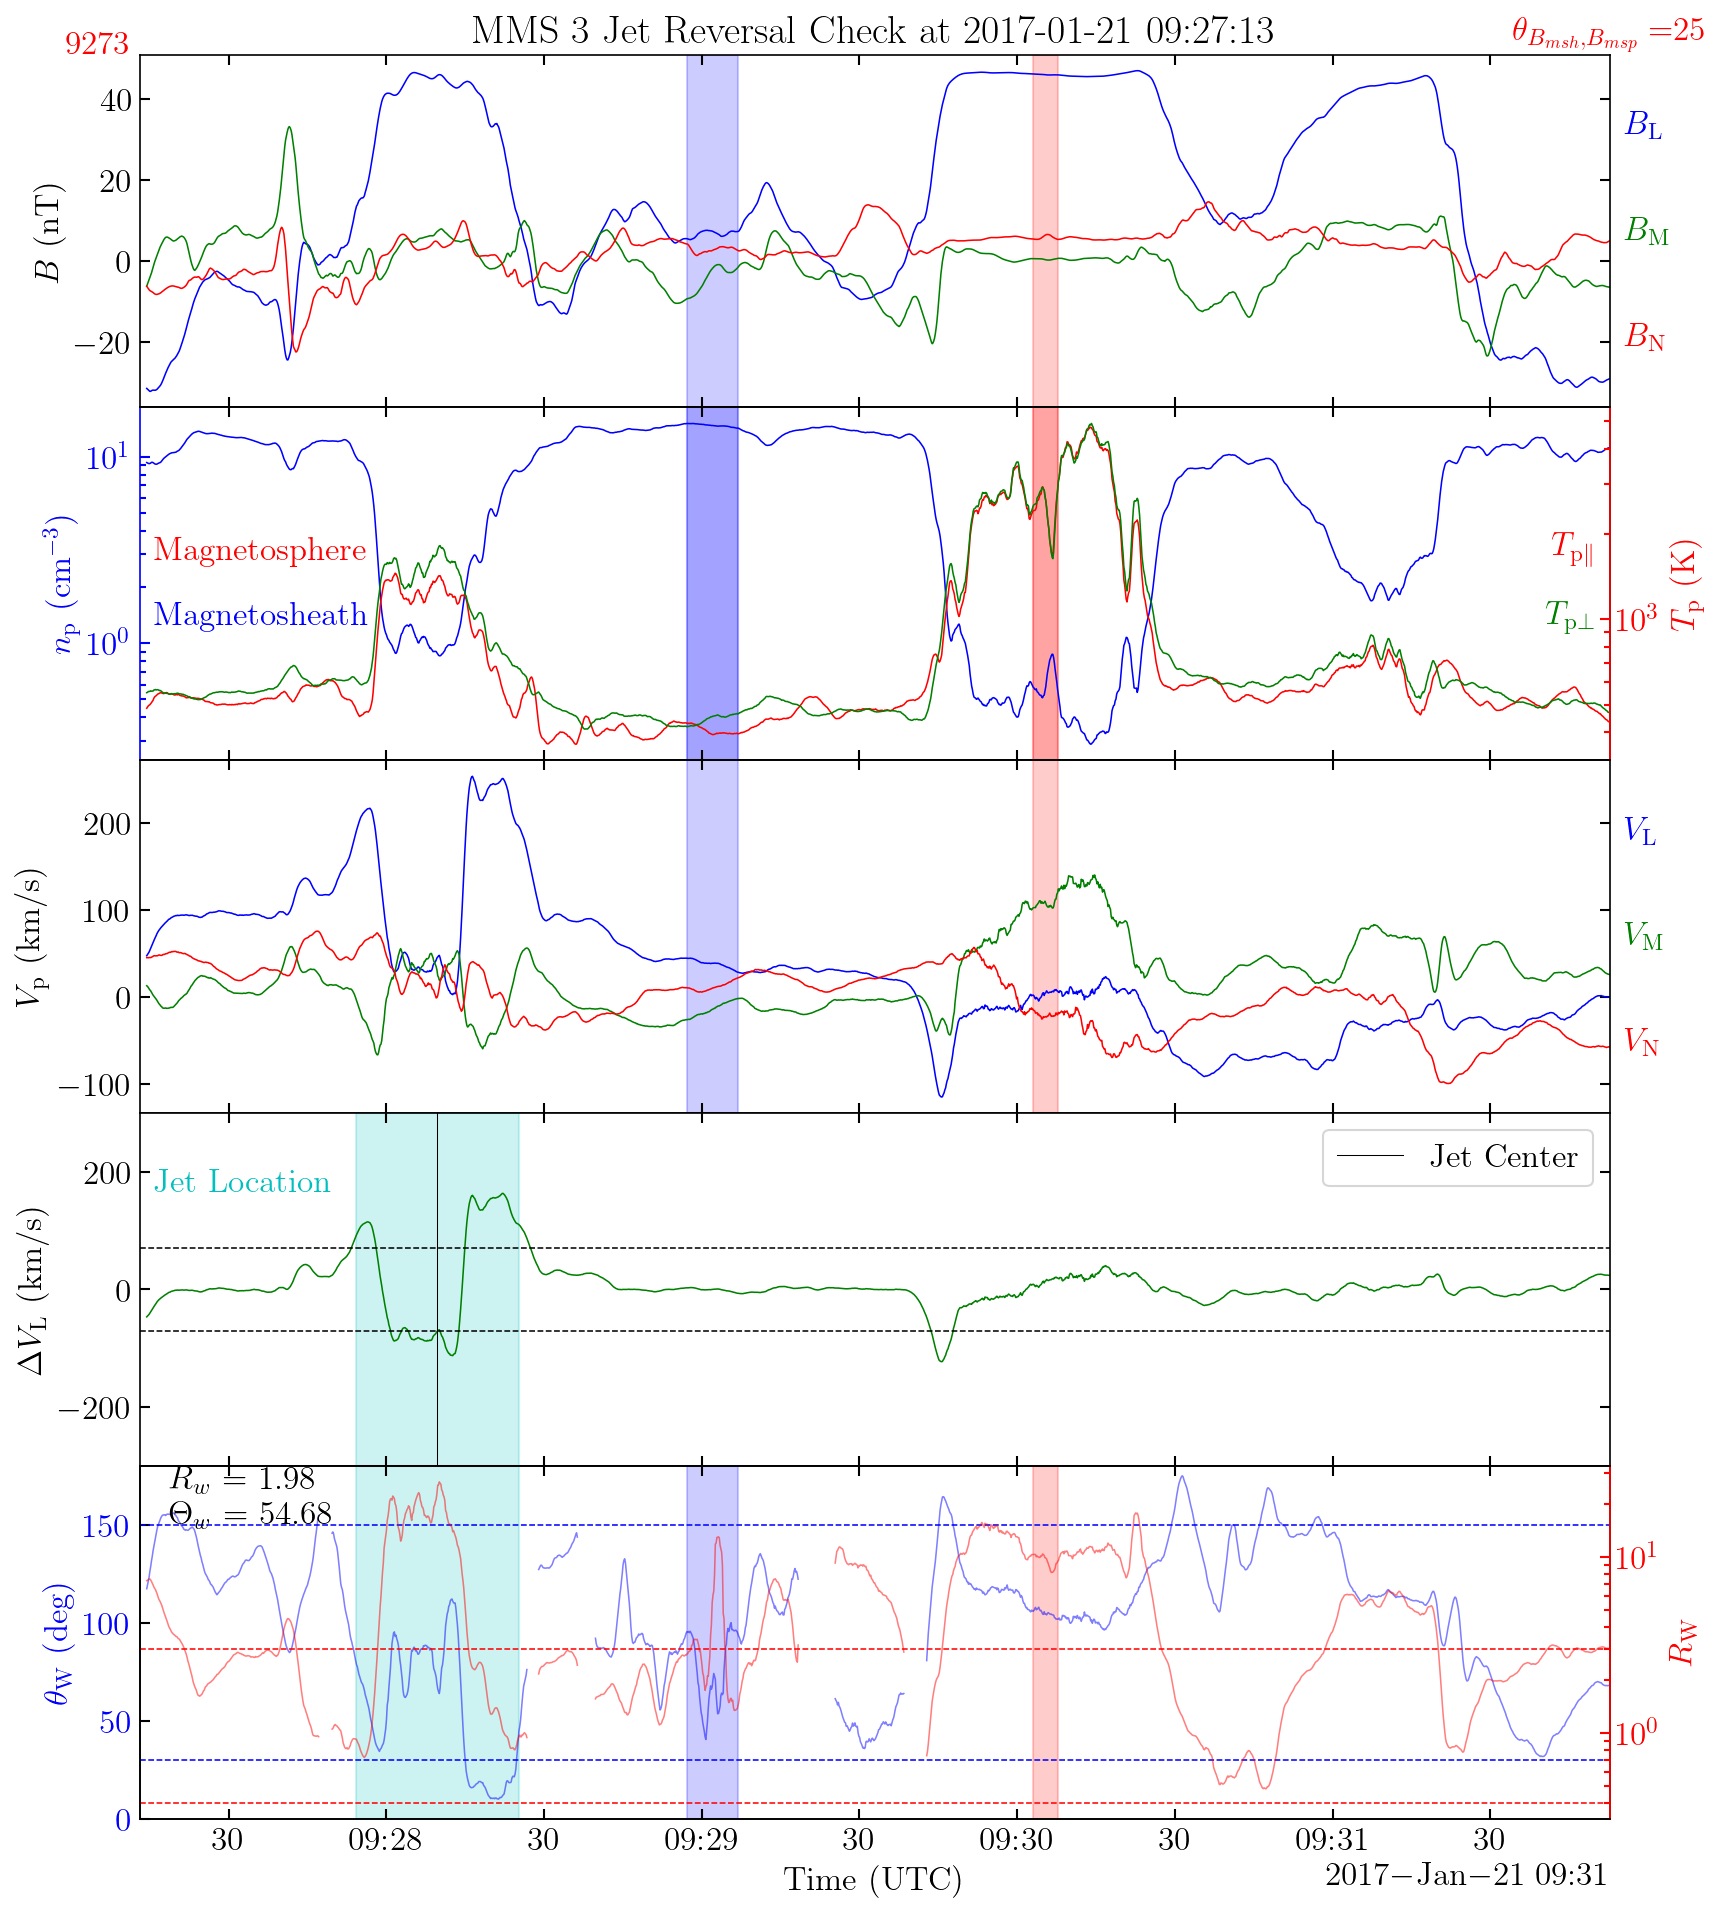 MMS 3 Jet Reversal Check at 2017-01-21 09:27:13
9273
θ_{B_{msh},B_{msp}} =25
40
20
0
−20
B (nT)
B_L
B_M
B_N
10^1
10^0
n_p (cm^{−3})
Magnetosphere
Magnetosheath
T_{p∥}
T_{p⊥}
10^3
T_p (K)
200
100
0
−100
V_p (km/s)
V_L
V_M
V_N
200
0
−200
ΔV_L (km/s)
Jet Location
Jet Center
R_w = 1.98
Θ_w = 54.68
150
100
50
0
θ_W (deg)
10^1
10^0
R_W
30 09:28 30 09:29 30 09:30 30 09:31 30
Time (UTC)
2017−Jan−21 09:31